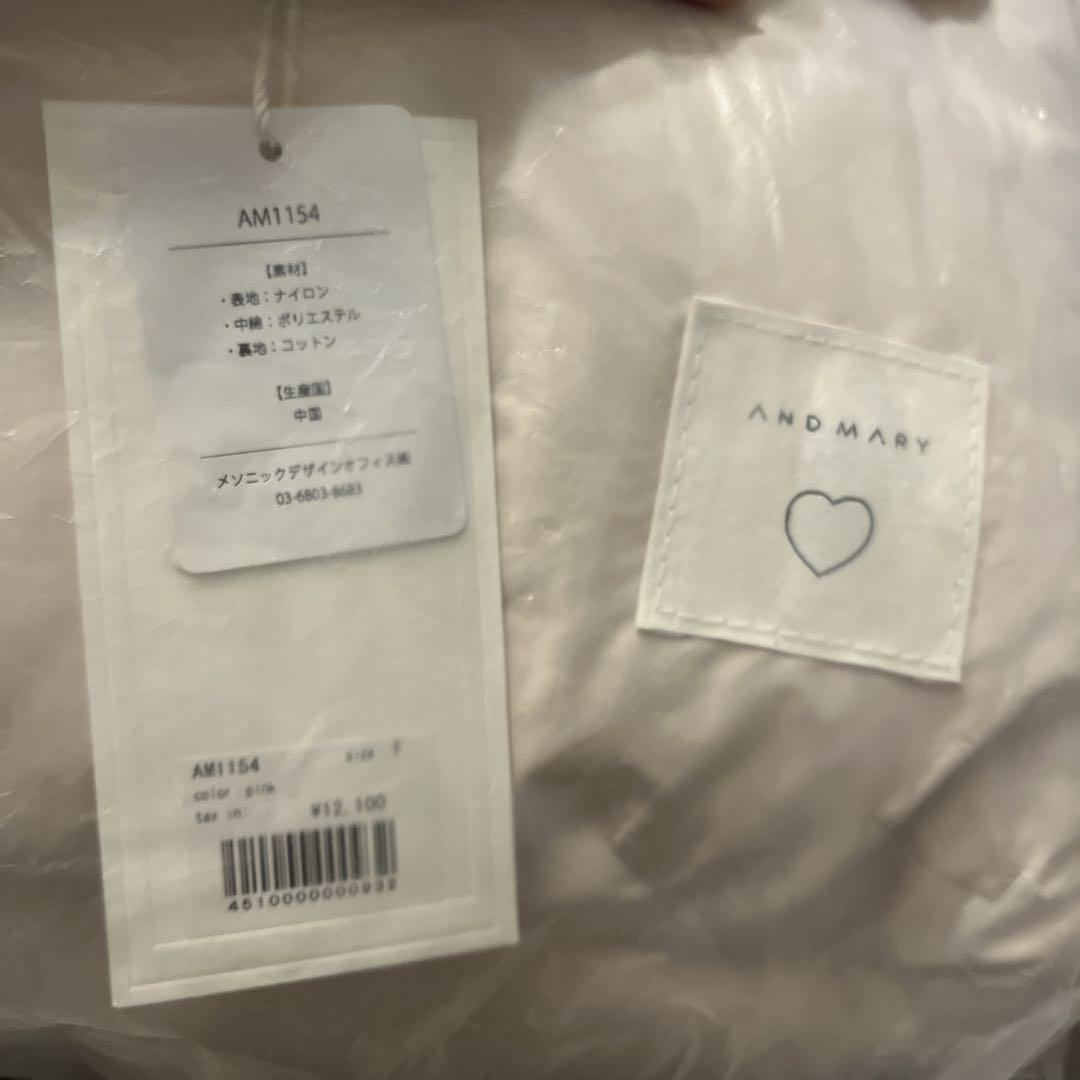 AM1154
【素材】
・表地：ナイロン
・中綿：ポリエステル
・裏地：コットン
【生産国】
中国
メソニックデザインオフィス㈱
03-6803-8683
AM1154 size F
color pink
tax in: ¥12,100
4510000000932
AND MARY